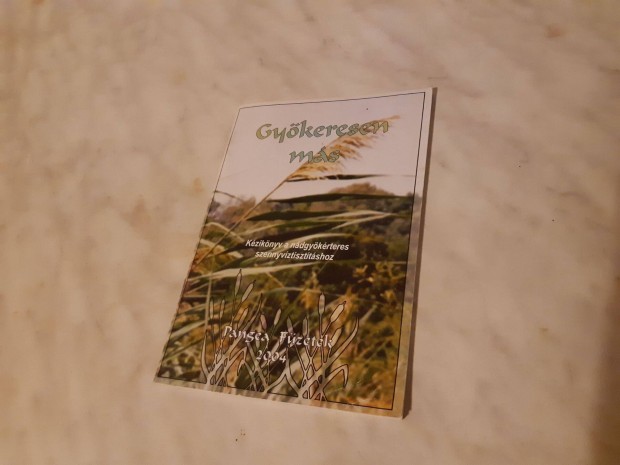 Gyökeresen
más
Kézikönyv a nádgyökérteres
szennyvíztisztításhoz
Pangea Füzetek
2004